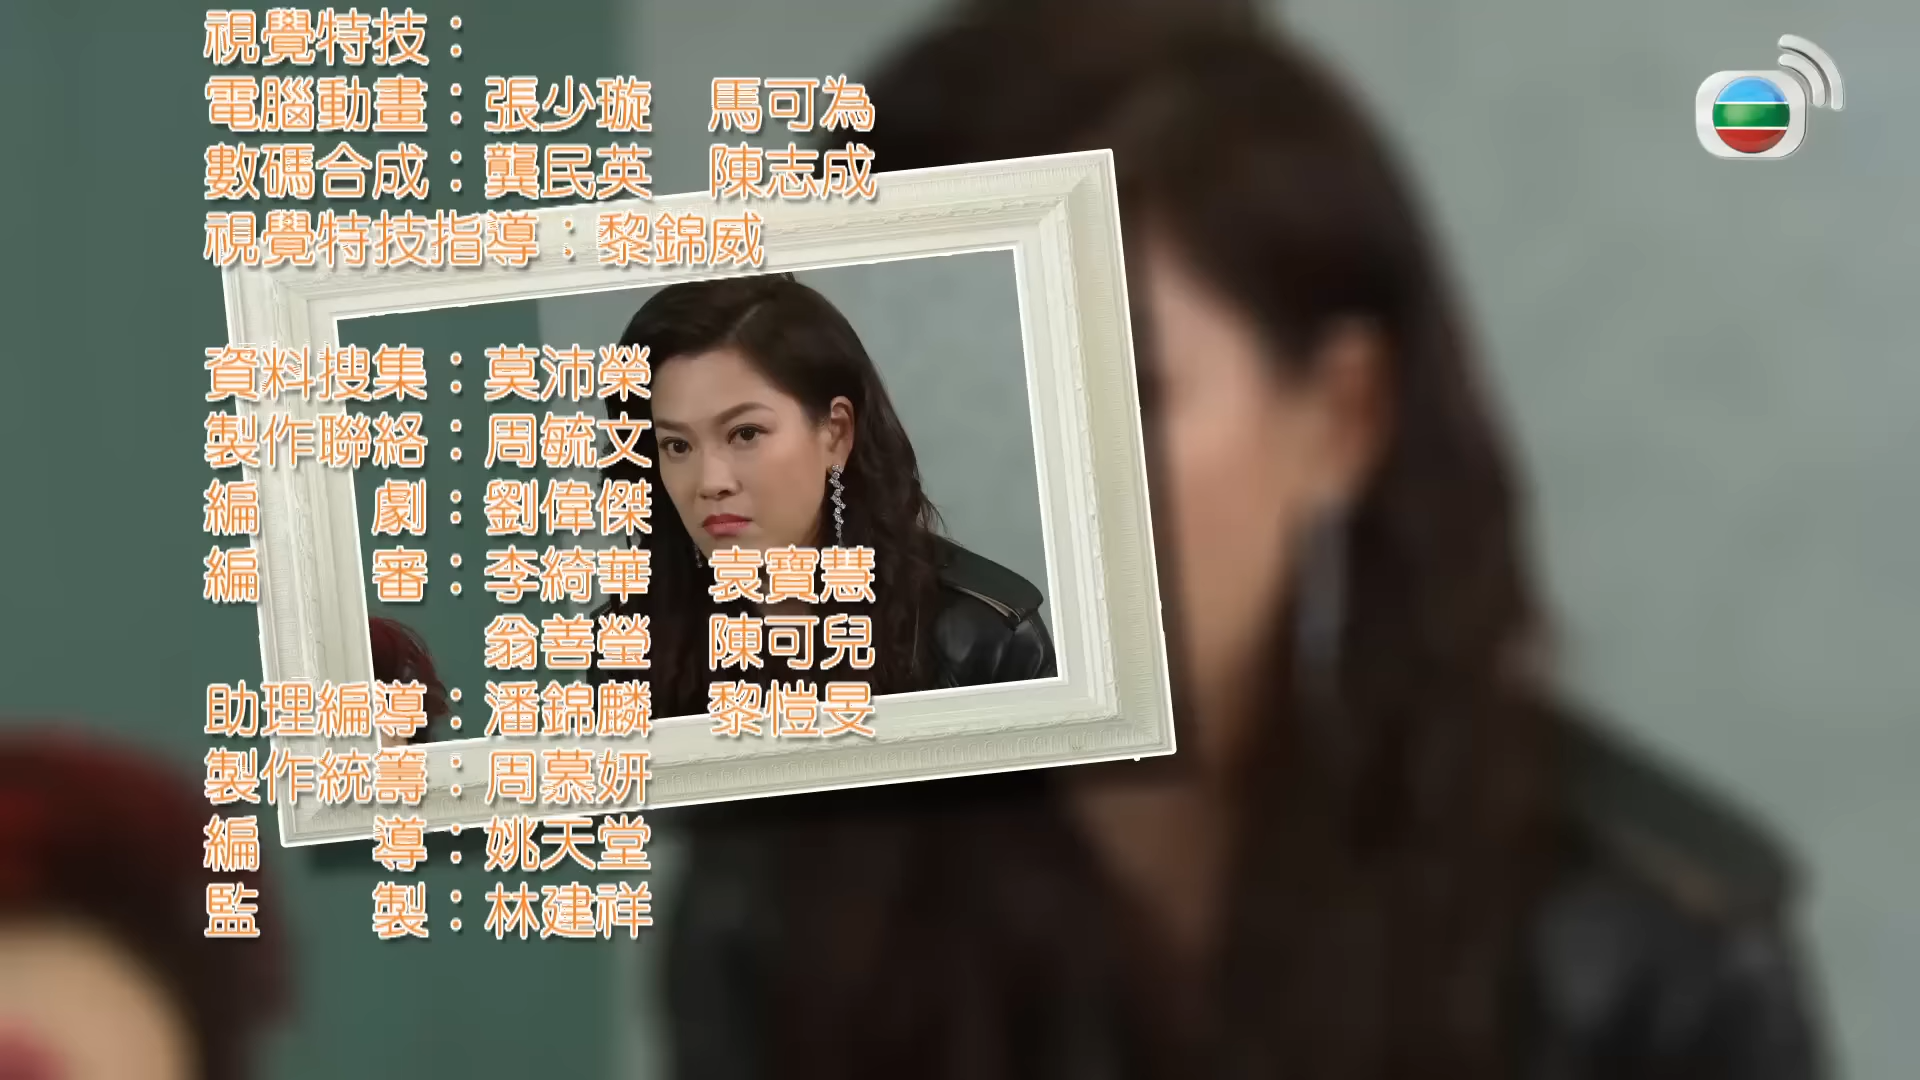 視覺特技：
電腦動畫：張少璇　馬可為
數碼合成：龔民英　陳志成
視覺特技指導：黎錦威
資料搜集：莫沛榮
製作聯絡：周毓文
編　　劇：劉偉傑
編　　審：李綺華　袁寶慧
翁善瑩　陳可兒
助理編導：潘錦麟　黎愷旻
製作統籌：周慕妍
編　　導：姚天堂
監　　製：林建祥